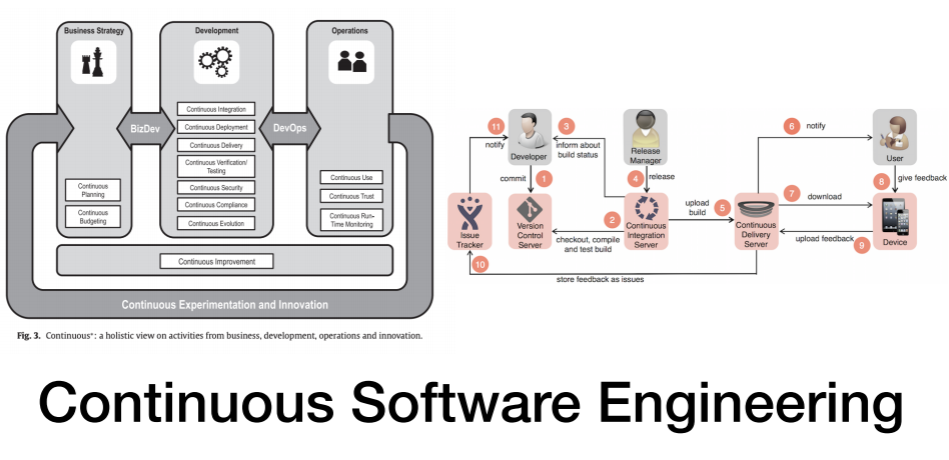 Business Strategy
Development
Operations
BizDev
DevOps
Continuous Integration
Continuous Deployment
Continuous Delivery
Continuous Verification/
Testing
Continuous Security
Continuous Compliance
Continuous Evolution
Continuous
Planning
Continuous
Budgeting
Continuous Use
Continuous Trust
Continuous Run-
Time Monitoring
Continuous Improvement
Continuous Experimentation and Innovation
Fig. 3. Continuous*: a holistic view on activities from business, development, operations and innovation.
11
notify
Developer
3
inform about
build status
Release
Manager
6
notify
User
commit
1
4
release
7
download
8
give feedback
Issue
Tracker
Version
Control
Server
2
checkout, compile
and test build
Continuous
Integration
Server
upload
build
5
Continuous
Delivery
Server
upload feedback
9
Device
10
store feedback as issues
Continuous Software Engineering